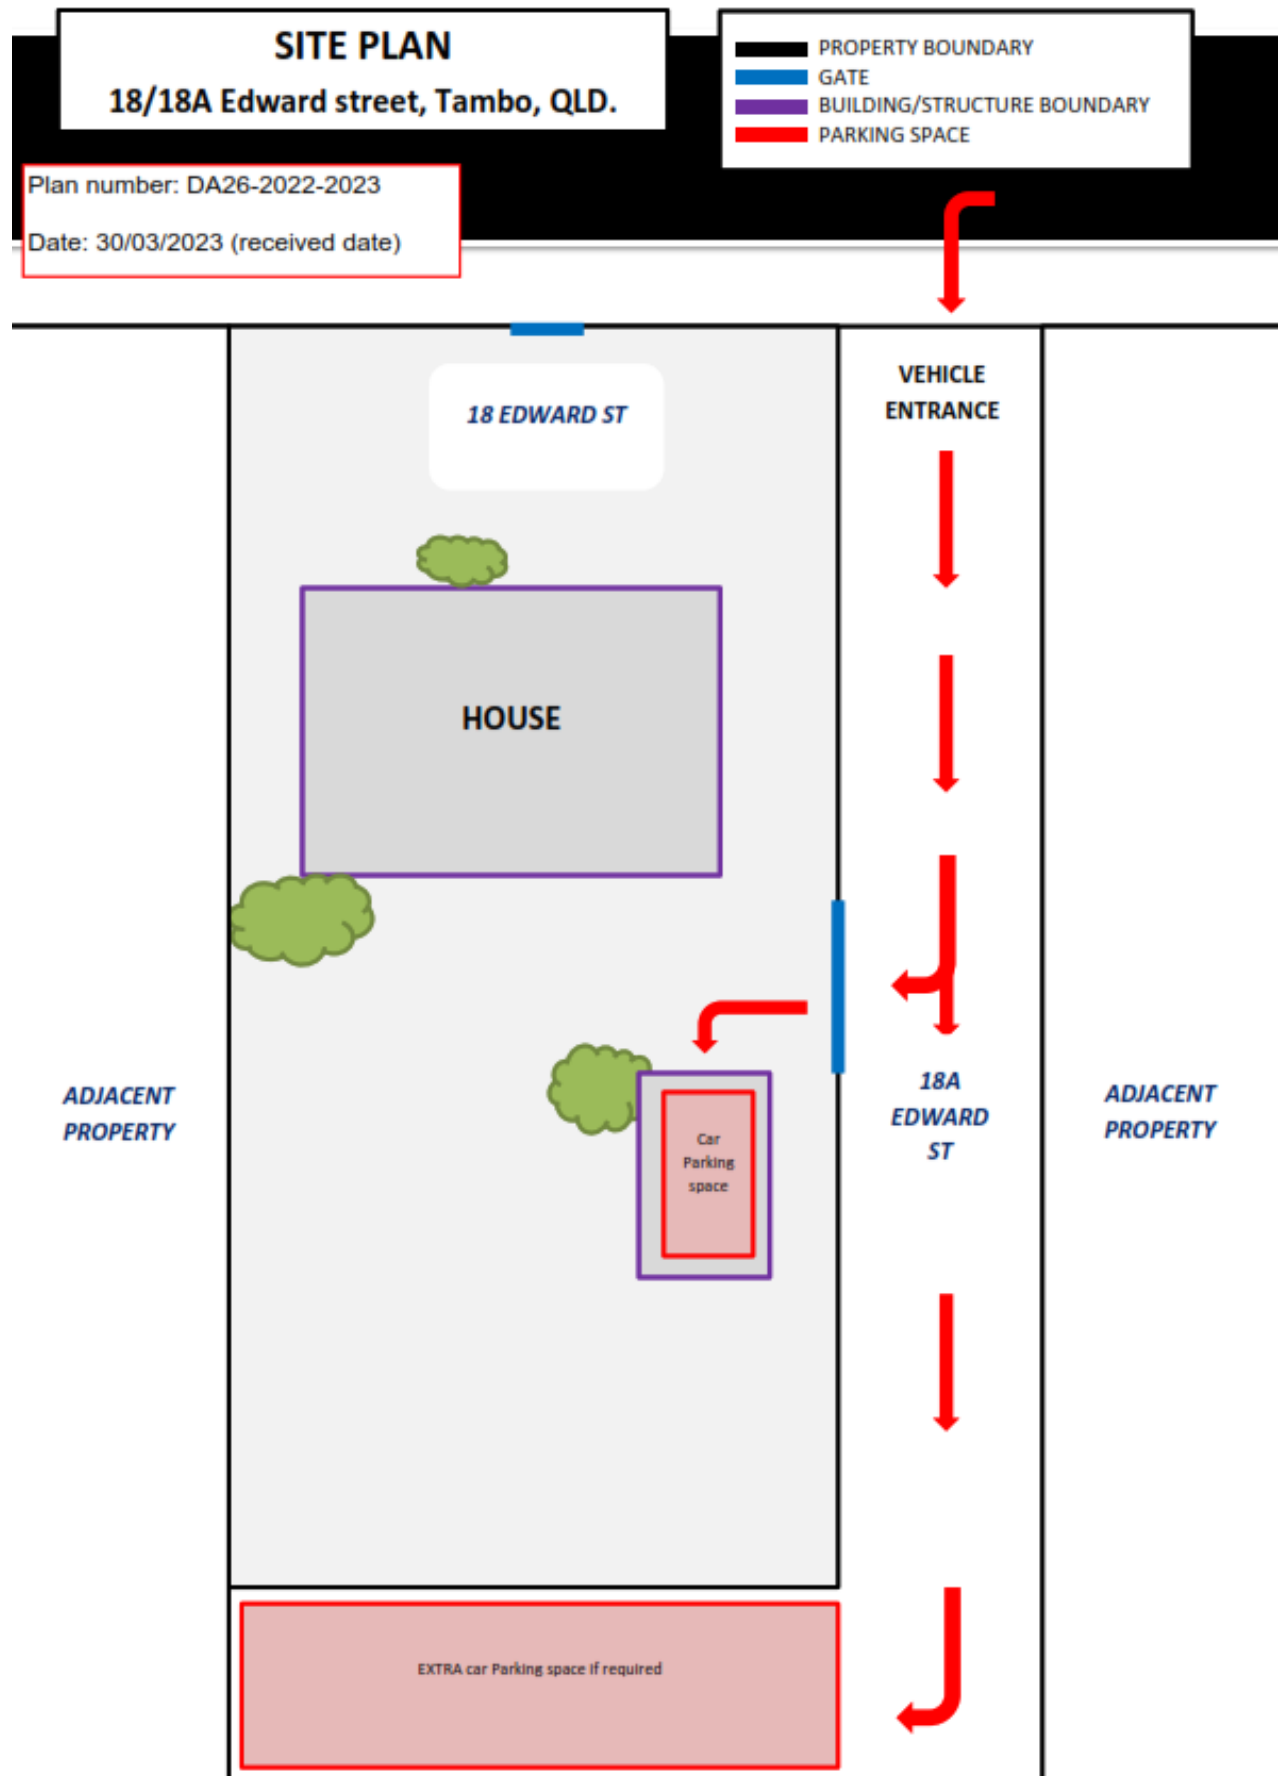 SITE PLAN
18/18A Edward street, Tambo, QLD.
PROPERTY BOUNDARY
GATE
BUILDING/STRUCTURE BOUNDARY
PARKING SPACE
Plan number: DA26-2022-2023
Date: 30/03/2023 (received date)
18 EDWARD ST
VEHICLE
ENTRANCE
HOUSE
ADJACENT
PROPERTY
Car
Parking
space
18A
EDWARD
ST
ADJACENT
PROPERTY
EXTRA car Parking space if required